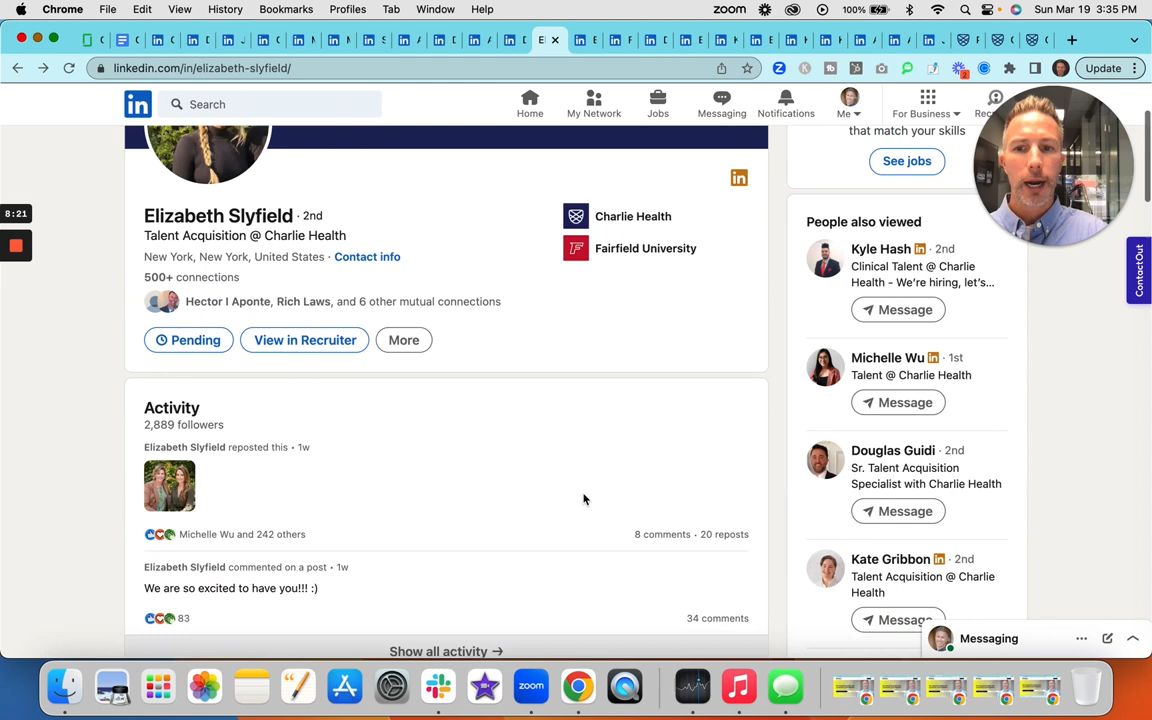 Chrome File Edit View History Bookmarks Profiles Tab Window Help
zoom 100% Sun Mar 19 3:35 PM
linkedin.com/in/elizabeth-slyfield/
Update
in
Search
Home
My Network
Jobs
Messaging
Notifications
Me
For Business
8:21
that match your skills
See jobs
Elizabeth Slyfield · 2nd
Talent Acquisition @ Charlie Health
New York, New York, United States · Contact info
500+ connections
Hector I Aponte, Rich Laws, and 6 other mutual connections
Pending
View in Recruiter
More
Charlie Health
Fairfield University
Activity
2,889 followers
Elizabeth Slyfield reposted this • 1w
Michelle Wu and 242 others
8 comments · 20 reposts
Elizabeth Slyfield commented on a post • 1w
We are so excited to have you!!! :)
83
34 comments
Show all activity →
People also viewed
Kyle Hash · 2nd
Clinical Talent @ Charlie
Health - We're hiring, let's...
Message
Michelle Wu · 1st
Talent @ Charlie Health
Message
Douglas Guidi · 2nd
Sr. Talent Acquisition
Specialist with Charlie Health
Message
Kate Gribbon · 2nd
Talent Acquisition @ Charlie
Health
ContactOut
Messaging
zoom